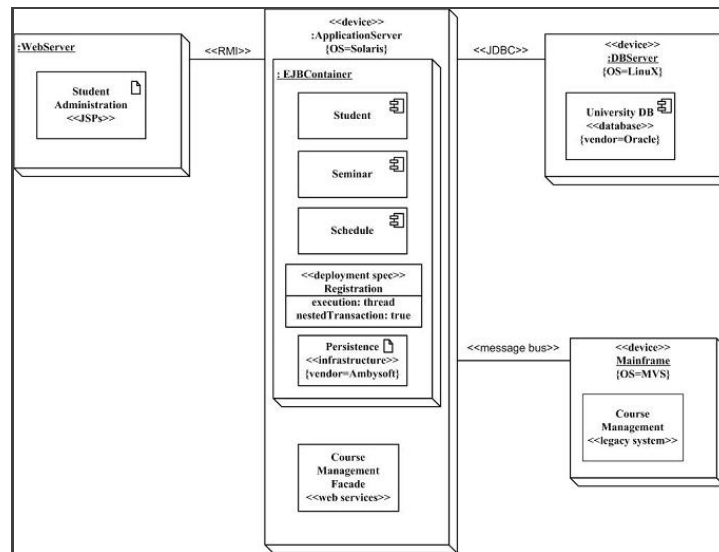 :WebServer
Student
Administration
<<JSPs>>
<<RMI>>
<<device>>
:ApplicationServer
{OS=Solaris}
: EJBContainer
Student
Seminar
Schedule
<<deployment spec>>
Registration
execution: thread
nestedTransaction: true
Persistence
<<infrastructure>>
{vendor=Ambysoft}
Course
Management
Facade
<<web services>>
<<JDBC>>
<<device>>
:DBServer
{OS=LinuX}
University DB
<<database>>
{vendor=Oracle}
<<message bus>>
<<device>>
Mainframe
{OS=MVS}
Course
Management
<<legacy system>>